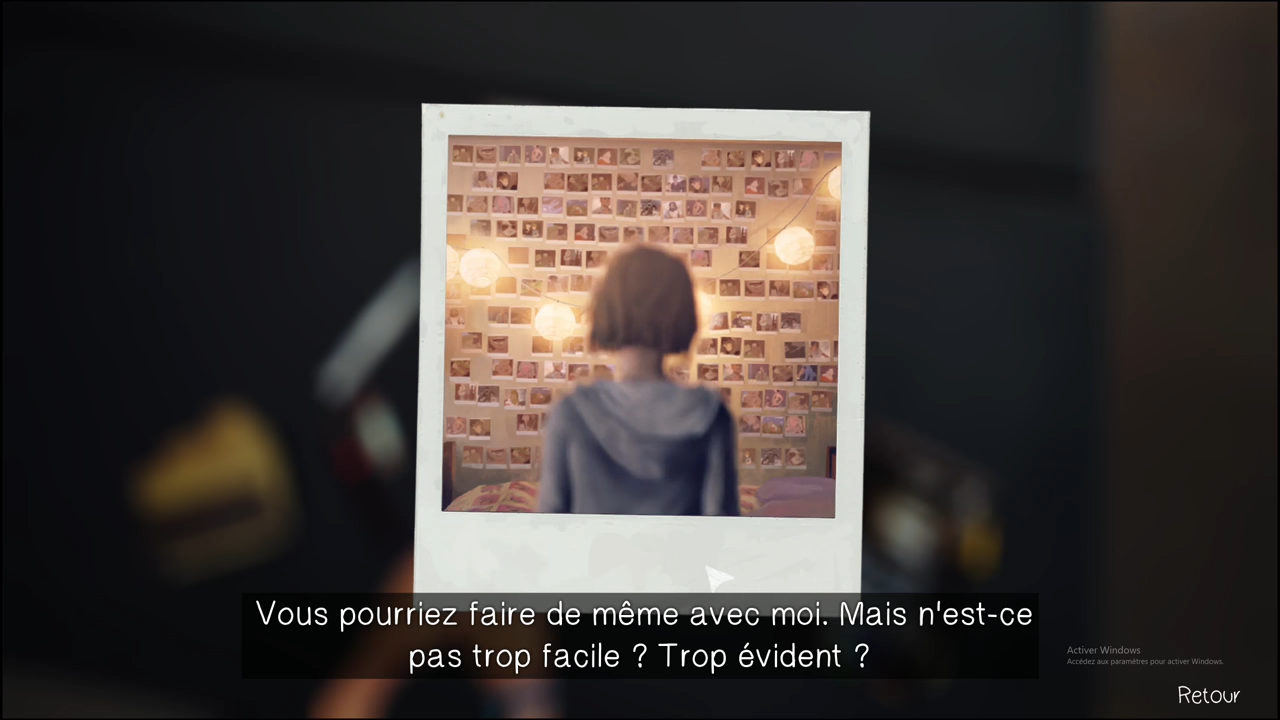 Vous pourriez faire de même avec moi. Mais n'est-ce
pas trop facile ? Trop évident ?
Activer Windows
Accédez aux paramètres pour activer Windows.
Retour